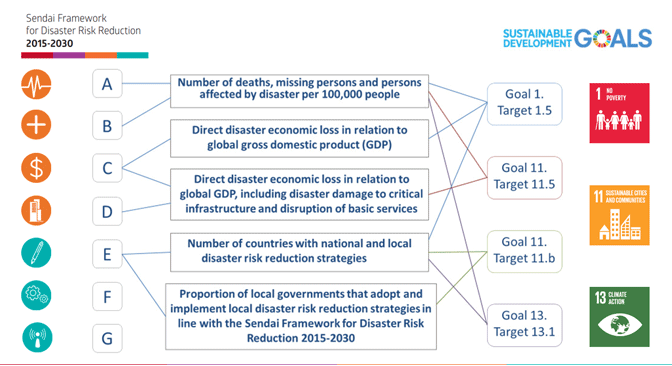 Sendai Framework
for Disaster Risk Reduction
2015-2030
SUSTAINABLE
DEVELOPMENT
GOALS
A
B
C
D
E
F
G
Number of deaths, missing persons and persons
affected by disaster per 100,000 people
Direct disaster economic loss in relation to
global gross domestic product (GDP)
Direct disaster economic loss in relation to
global GDP, including disaster damage to critical
infrastructure and disruption of basic services
Number of countries with national and local
disaster risk reduction strategies
Proportion of local governments that adopt and
implement local disaster risk reduction strategies in
line with the Sendai Framework for Disaster Risk
Reduction 2015-2030
Goal 1.
Target 1.5
Goal 11.
Target 11.5
Goal 11.
Target 11.b
Goal 13.
Target 13.1
1 NO
POVERTY
11 SUSTAINABLE CITIES
AND COMMUNITIES
13 CLIMATE
ACTION
$